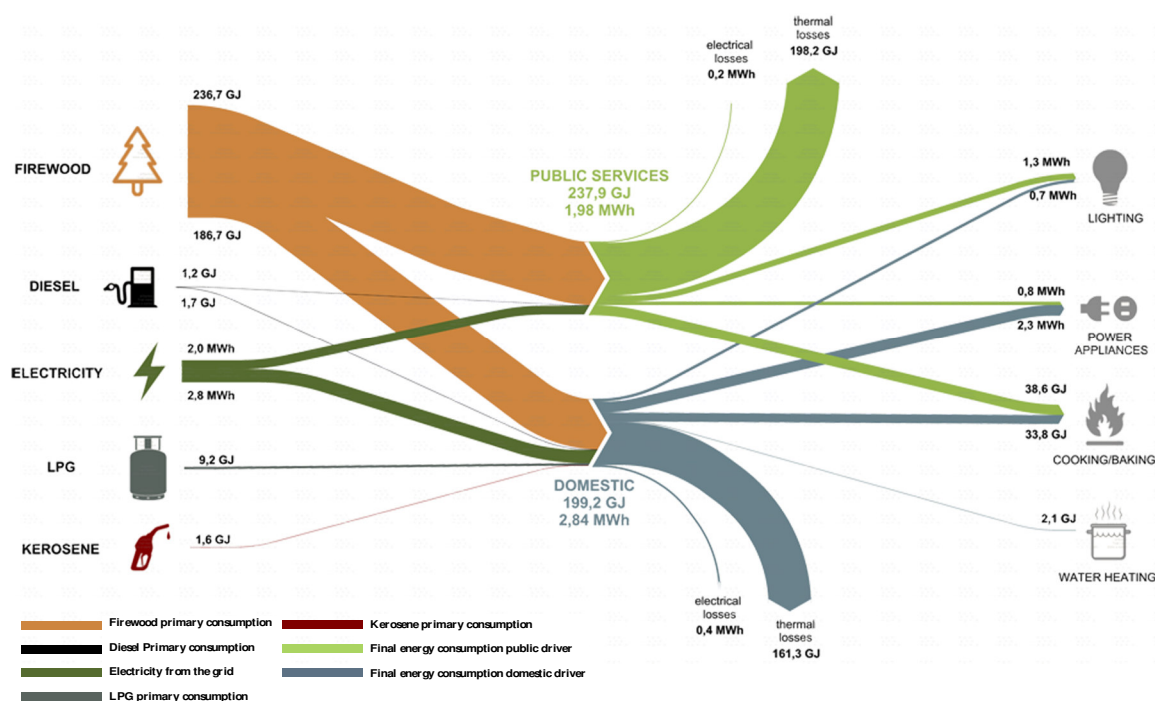 thermal
losses
198,2 GJ
electrical
losses
0,2 MWh
236,7 GJ
FIREWOOD
186,7 GJ
PUBLIC SERVICES
237,9 GJ
1,98 MWh
1,3 MWh
0,7 MWh
LIGHTING
DIESEL
1,2 GJ
1,7 GJ
0,8 MWh
2,3 MWh
POWER
APPLIANCES
ELECTRICITY
2,0 MWh
2,8 MWh
38,6 GJ
33,8 GJ
COOKING/BAKING
LPG
9,2 GJ
DOMESTIC
199,2 GJ
2,84 MWh
KEROSENE
1,6 GJ
2,1 GJ
WATER HEATING
electrical
losses
0,4 MWh
thermal
losses
161,3 GJ
Firewood primary consumption
Diesel Primary consumption
Electricity from the grid
LPG primary consumption
Kerosene primary consumption
Final energy consumption public driver
Final energy consumption domestic driver